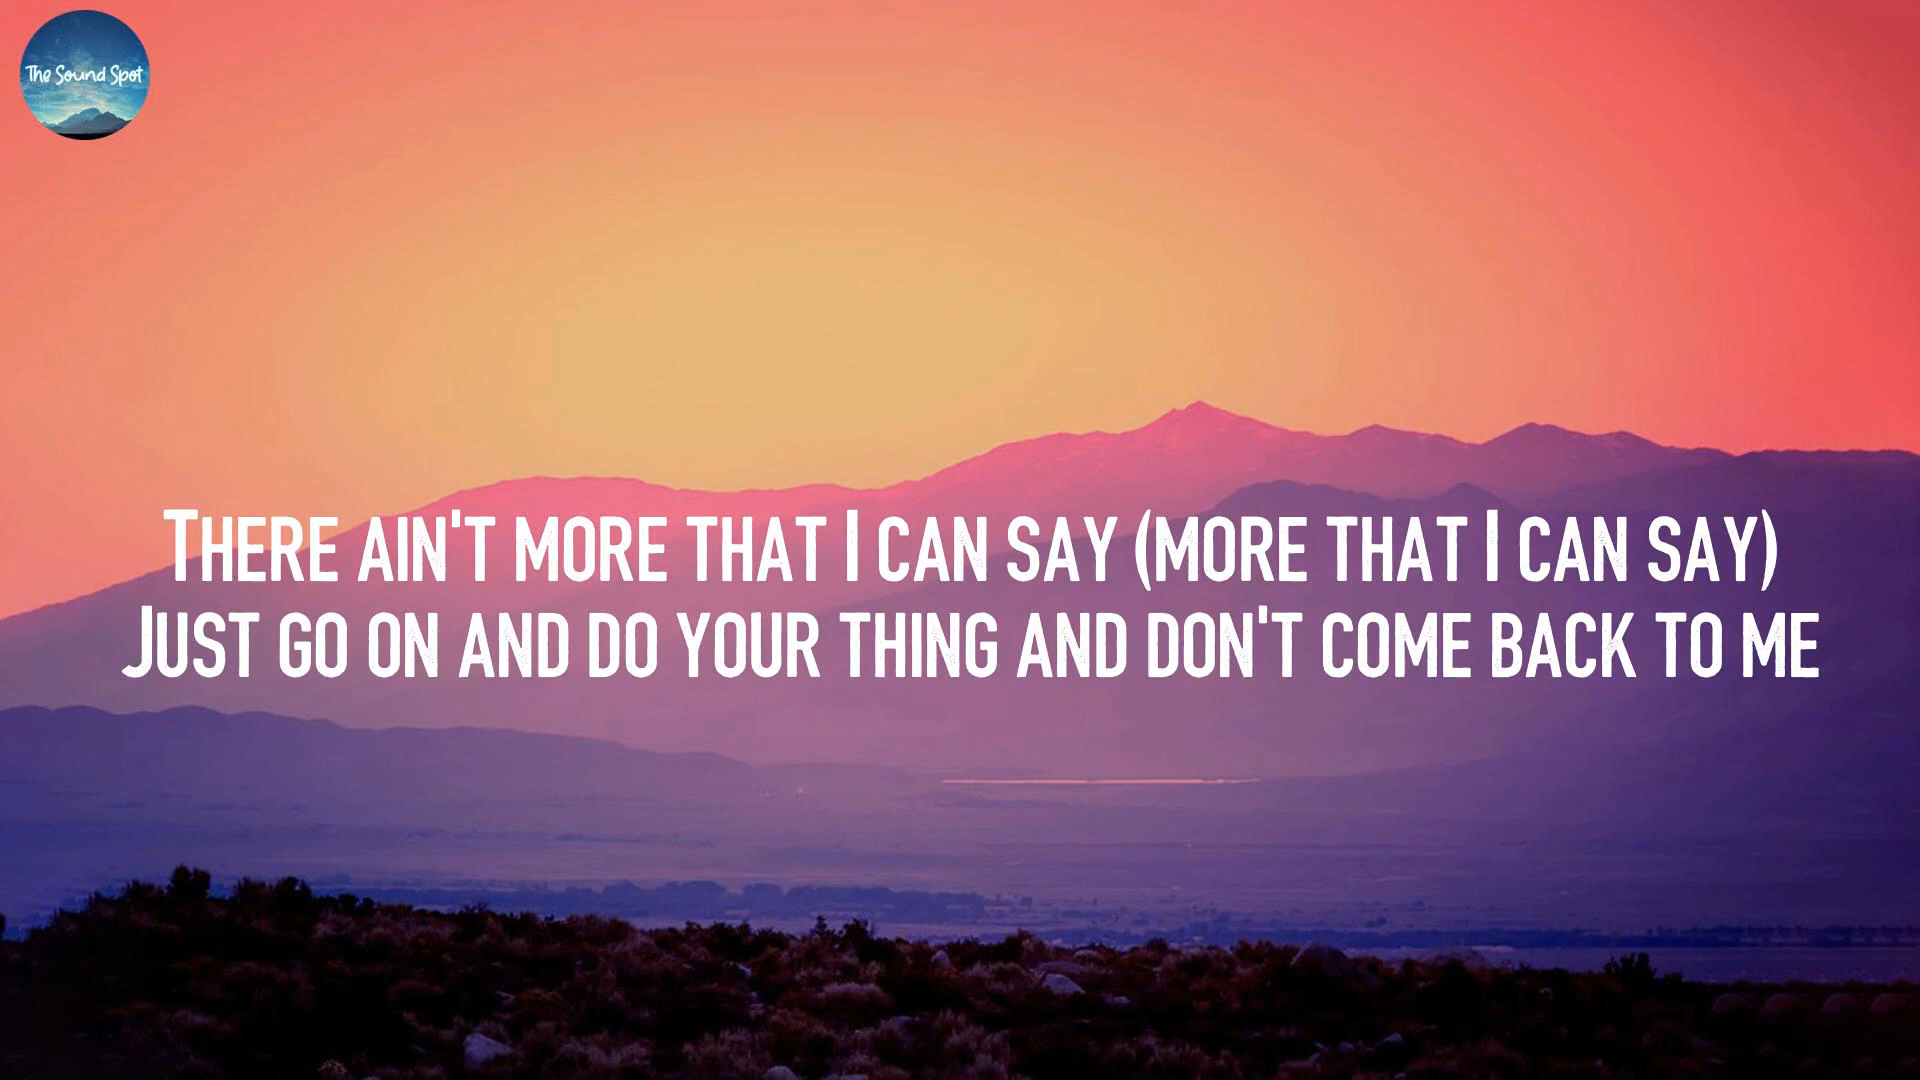 The Sound Spot
There ain't more that I can say (more that I can say)
Just go on and do your thing and don't come back to me